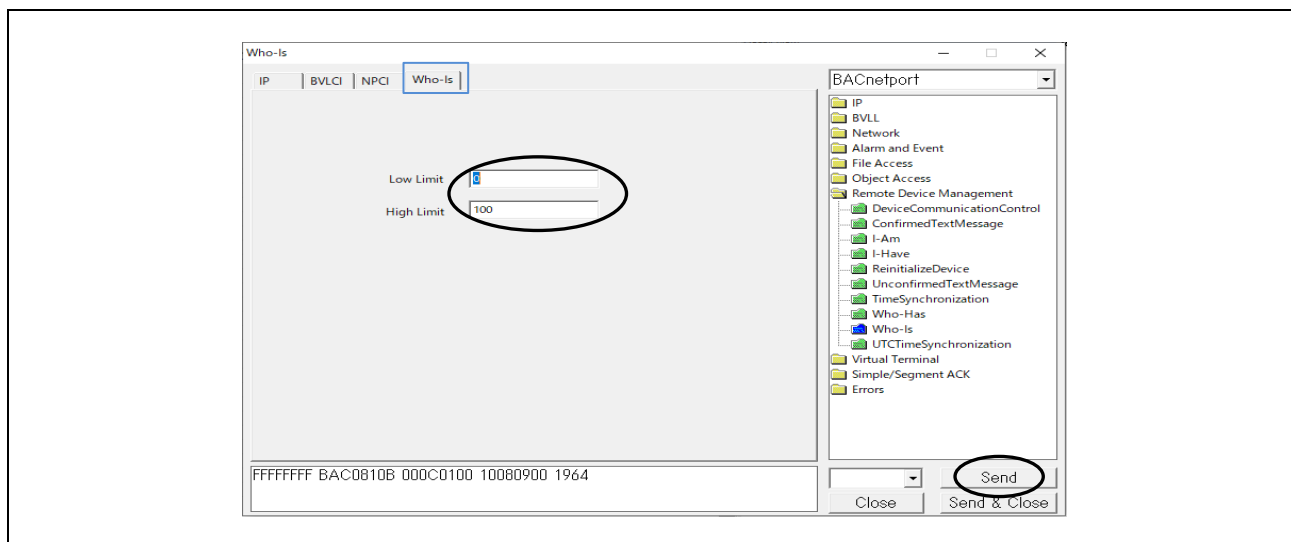 Who-Is
IP BVLCI NPCI Who-Is
Low Limit 0
High Limit 100
BACnetport
IP
BVLL
Network
Alarm and Event
File Access
Object Access
Remote Device Management
DeviceCommunicationControl
ConfirmedTextMessage
I-Am
I-Have
ReinitializeDevice
UnconfirmedTextMessage
TimeSynchronization
Who-Has
Who-Is
UTCTimeSynchronization
Virtual Terminal
Simple/Segment ACK
Errors
FFFFFFFF BAC0810B 000C0100 10080900 1964
Send
Close Send & Close